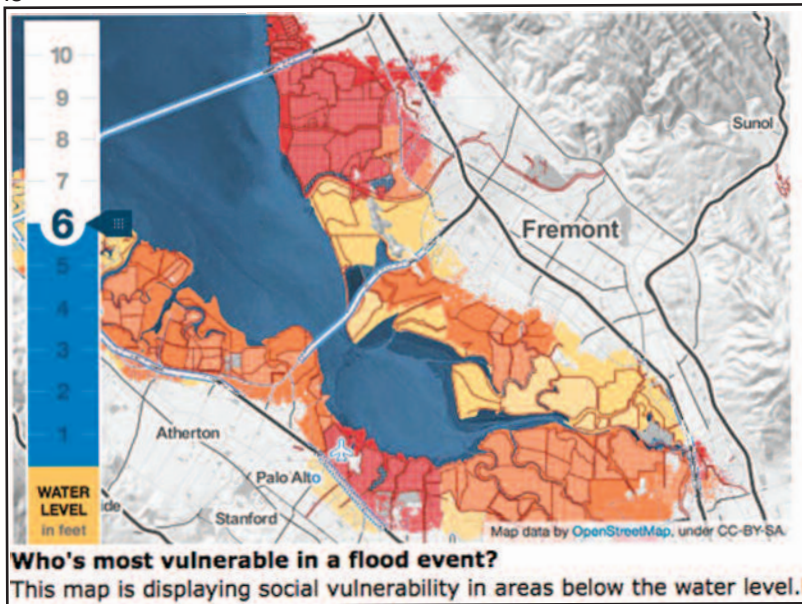 10
9
8
7
6
5
4
3
2
1
WATER
LEVEL
in feet
Sunol
Fremont
Atherton
Palo Alto
Stanford
Map data by OpenStreetMap, under CC-BY-SA.
Who's most vulnerable in a flood event?
This map is displaying social vulnerability in areas below the water level.